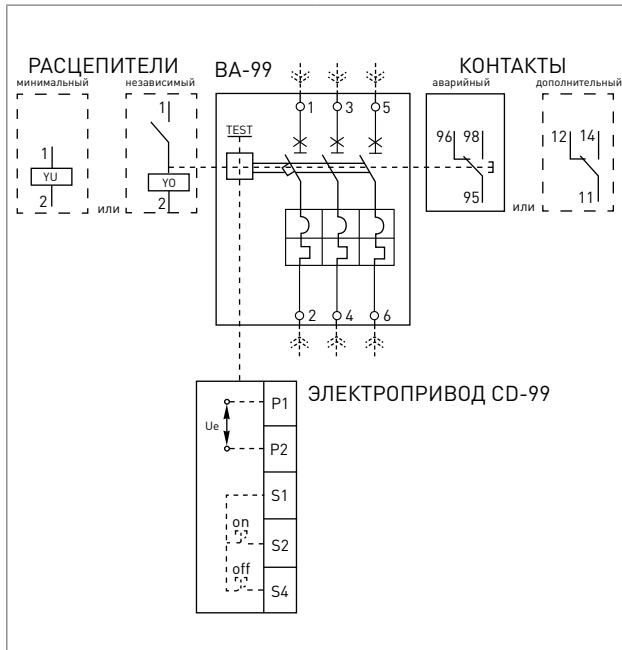 РАСЦЕПИТЕЛИ
минимальный
независимый
ВА-99
КОНТАКТЫ
аварийный
дополнительный
1
YU
2
или
1
YO
2
TEST
1
3
5
2
4
6
96
98
95
или
12
14
11
ЭЛЕКТРОПРИВОД CD-99
Ue
P1
P2
S1
on
S2
off
S4